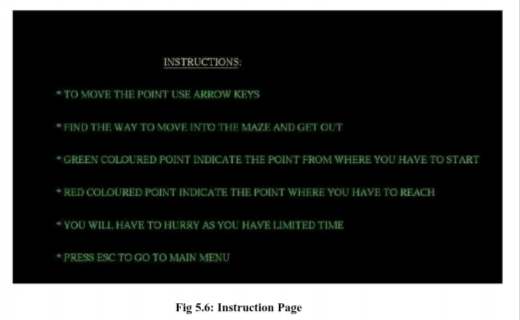 INSTRUCTIONS:
* TO MOVE THE POINT USE ARROW KEYS
* FIND THE WAY TO MOVE INTO THE MAZE AND GET OUT
* GREEN COLOURED POINT INDICATE THE POINT FROM WHERE YOU HAVE TO START
* RED COLOURED POINT INDICATE THE POINT WHERE YOU HAVE TO REACH
* YOU WILL HAVE TO HURRY AS YOU HAVE LIMITED TIME
* PRESS ESC TO GO TO MAIN MENU
Fig 5.6: Instruction Page